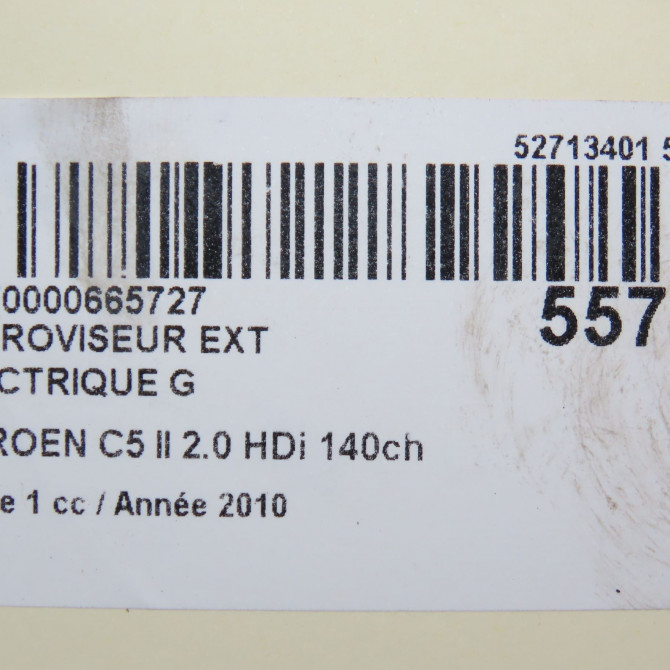 52713401 5
0000665727
557
ROVISEUR EXT
CTRIQUE G
ROEN C5 II 2.0 HDi 140ch
e 1 cc / Année 2010